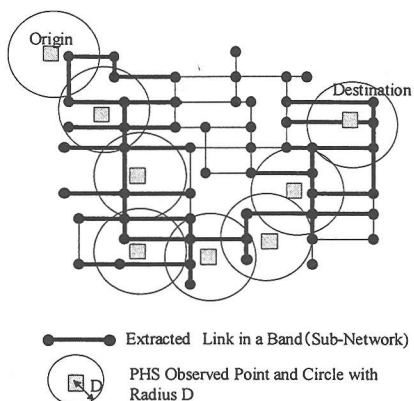 Origin
Destination
Extracted Link in a Band(Sub-Network)
D
PHS Observed Point and Circle with
Radius D